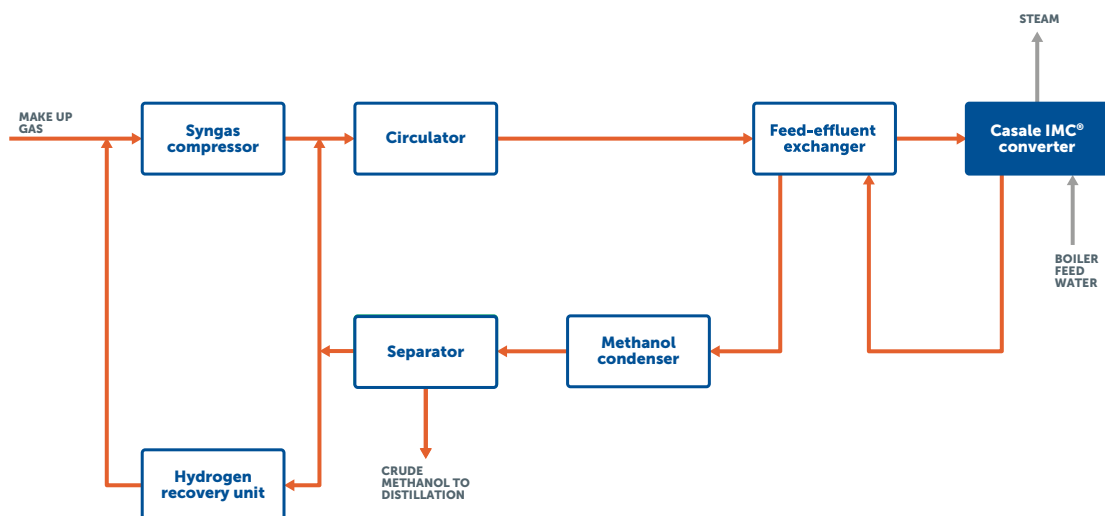 STEAM
MAKE UP
GAS
Syngas
compressor
Circulator
Feed-effluent
exchanger
Casale IMC®
converter
BOILER
FEED
WATER
Separator
Methanol
condenser
Hydrogen
recovery unit
CRUDE
METHANOL TO
DISTILLATION